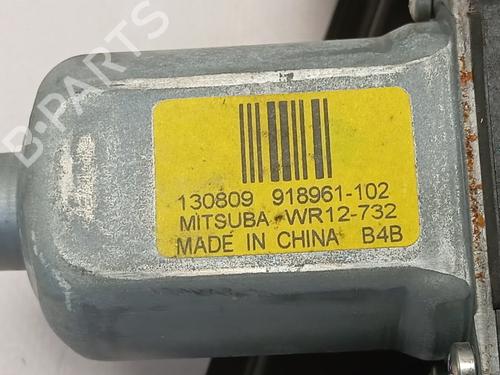 B-PARTS
130809 918961-102
MITSUBA WR12-732
MADE IN CHINA B4B